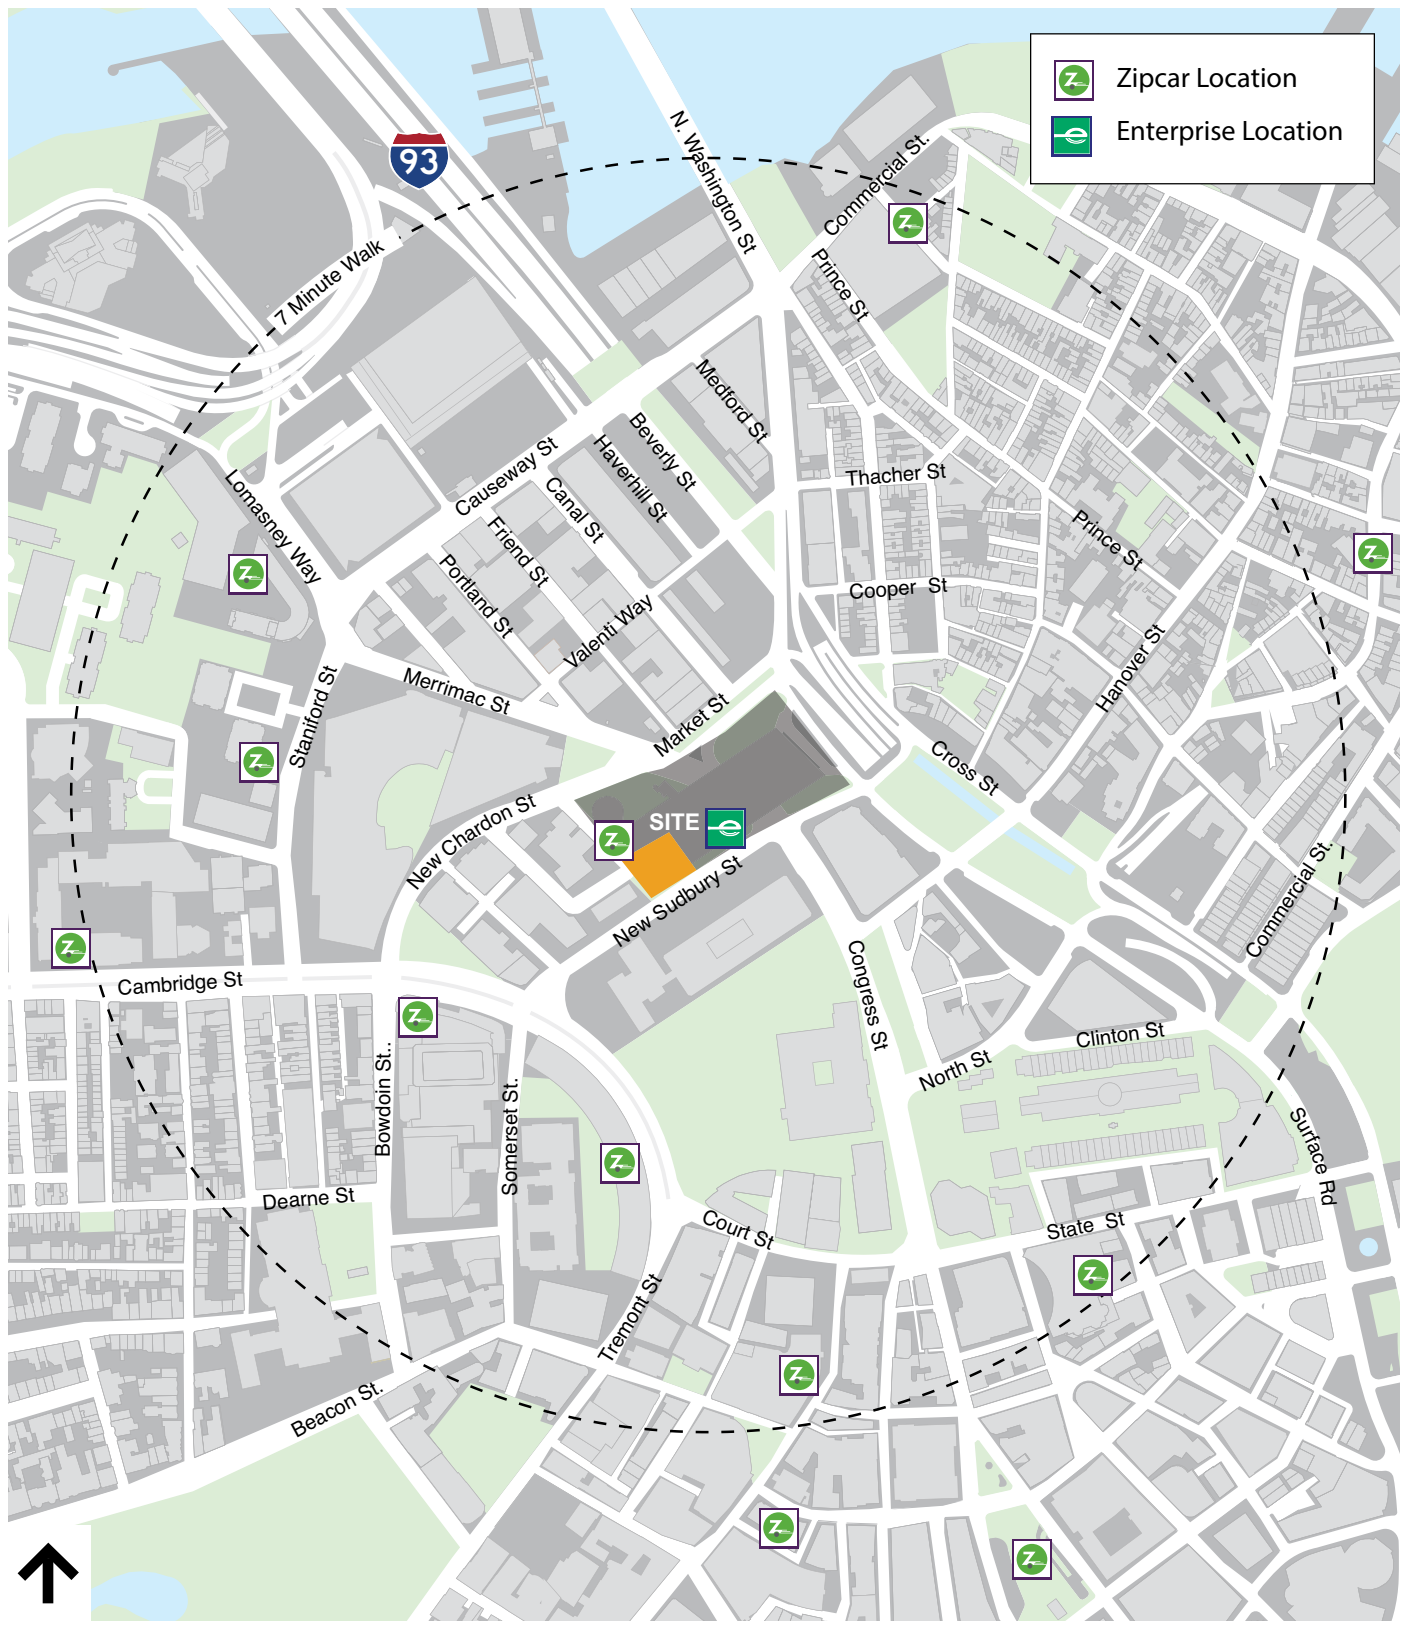 Zipcar Location
Enterprise Location
93
N. Washington St
Commercial St.
7 Minute Walk
Prince St
Medford St
Beverly St
Haverhill St
Causeway St
Canal St
Friend St
Portland St
Lomasney Way
Thacher St
Prince St
Cooper St
Valenti Way
Hanover St
Merrimac St
Staniford St
Market St
Cross St
New Chardon St
SITE
New Sudbury St
Commercial St.
Cambridge St
Congress St
Clinton St
North St
Bowdoin St..
Somerset St.
Surface Rd
Dearne St
Court St
State St
Tremont St
Beacon St.